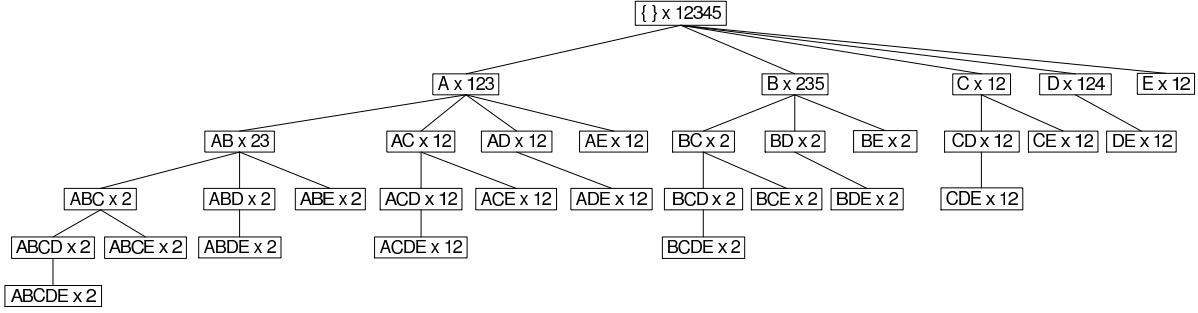 { } x 12345
A x 123 B x 235 C x 12 D x 124 E x 12
AB x 23 AC x 12 AD x 12 AE x 12 BC x 2 BD x 2 BE x 2 CD x 12 CE x 12 DE x 12
ABC x 2 ABD x 2 ABE x 2 ACD x 12 ACE x 12 ADE x 12 BCD x 2 BCE x 2 BDE x 2 CDE x 12
ABCD x 2 ABCE x 2 ABDE x 2 ACDE x 12 BCDE x 2
ABCDE x 2